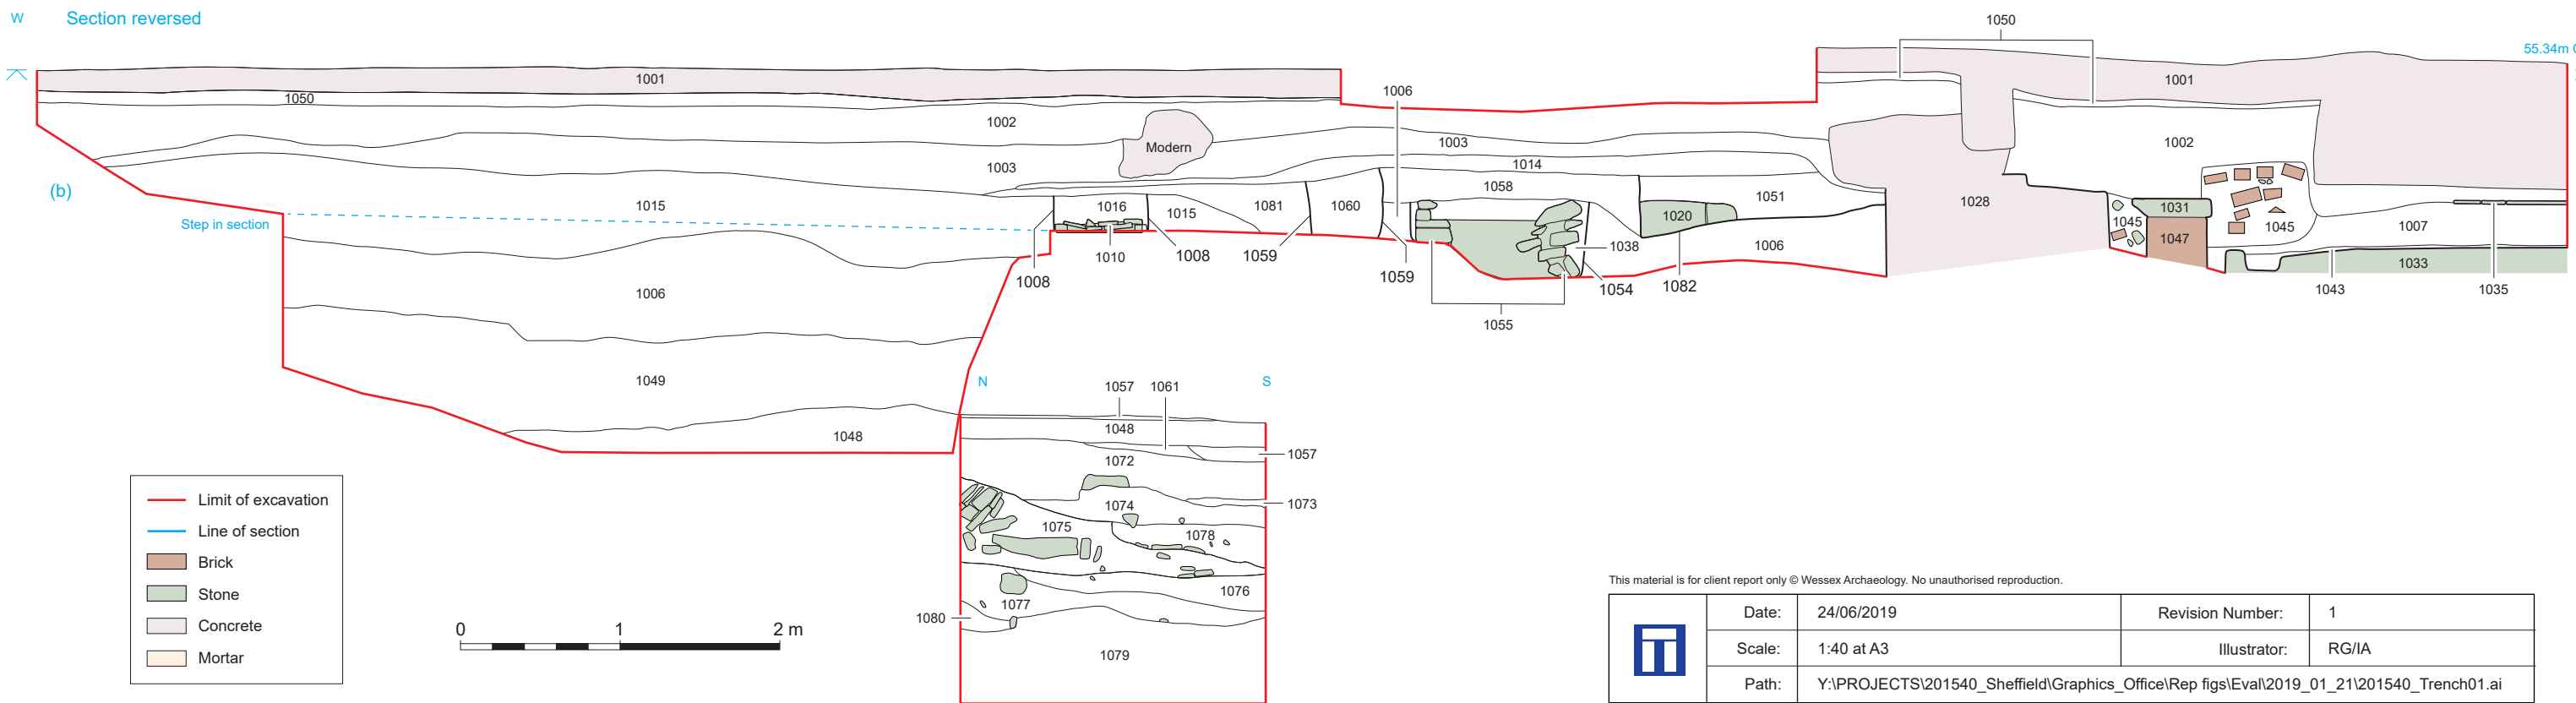 W Section reversed
1050
55.34m
1001
1001
1050
1006
1002
1003
1002
Modern
1003
1014
(b)
1058
1051
1015
1016
1015
1081
1060
1020
1028
1045
1031
1045
1007
Step in section
1047
1038
1006
1010
1008
1059
1008
1059
1054
1082
1033
1043
1035
1006
1055
1049
N
S
1057
1061
1048
1048
1057
1072
1073
1074
1075
1078
1076
1077
1080
1079
Limit of excavation
Line of section
Brick
Stone
Concrete
Mortar
0 1 2 m
This material is for client report only © Wessex Archaeology. No unauthorised reproduction.
Date: 24/06/2019 Revision Number: 1
Scale: 1:40 at A3 Illustrator: RG/IA
Path: Y:\PROJECTS\201540_Sheffield\Graphics_Office\Rep figs\Eval\2019_01_21\201540_Trench01.ai